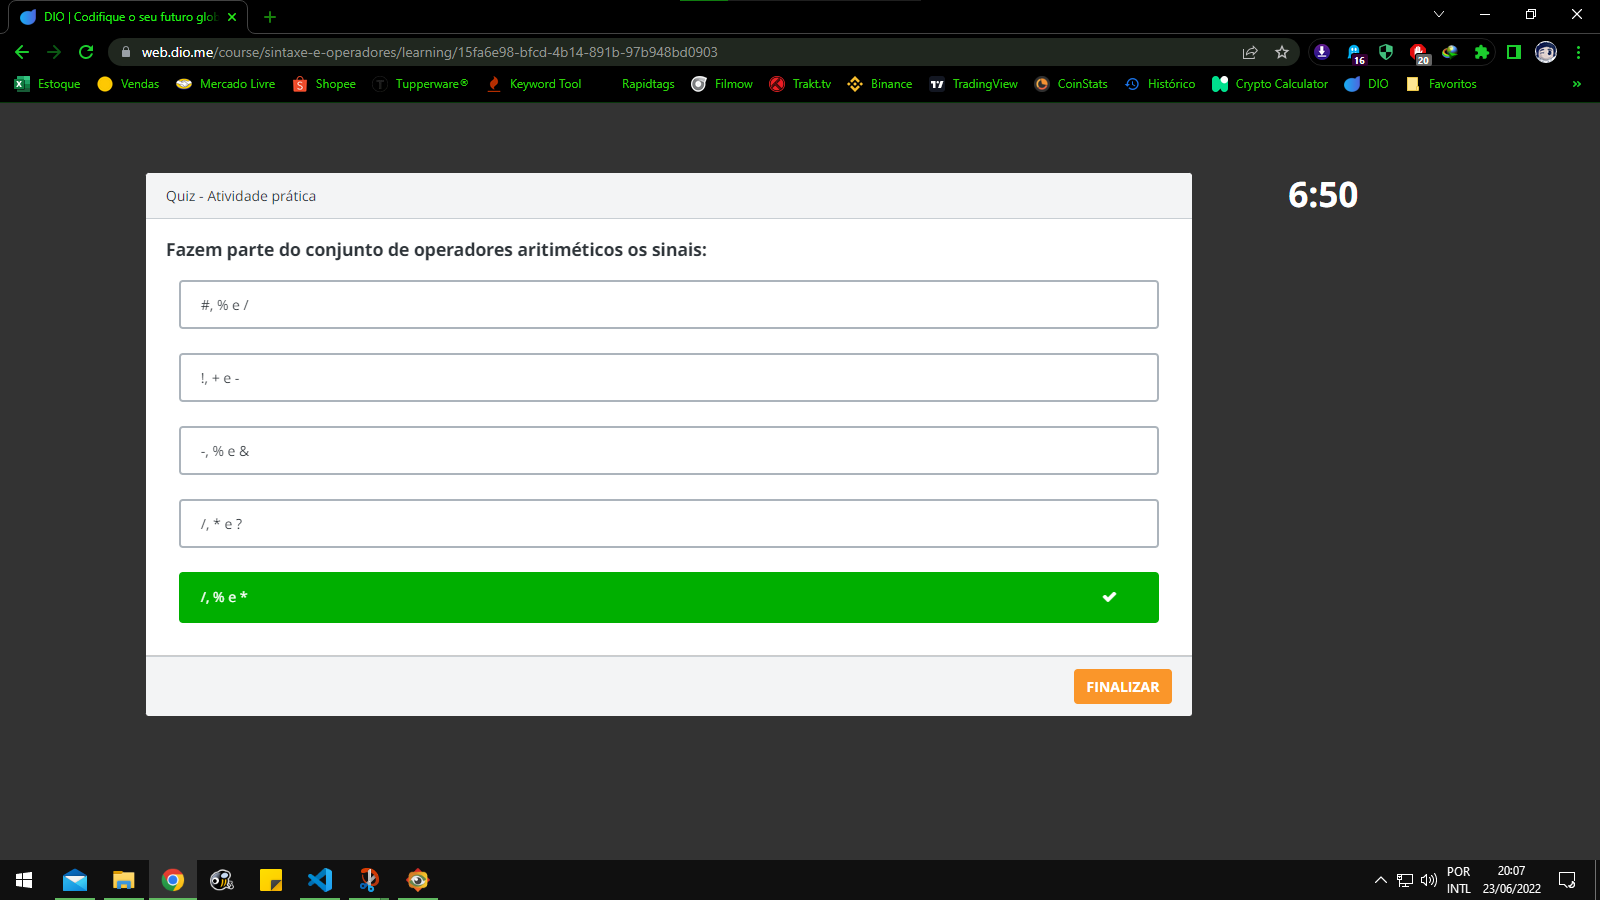 DIO | Codifique o seu futuro glob
web.dio.me/course/sintaxe-e-operadores/learning/15fa6e98-bfcd-4b14-891b-97b948bd0903
16
20
Estoque Vendas Mercado Livre Shopee Tupperware® Keyword Tool Rapidtags Filmow Trakt.tv Binance TradingView CoinStats Histórico Crypto Calculator DIO Favoritos »
Quiz - Atividade prática
6:50
Fazem parte do conjunto de operadores aritiméticos os sinais:
#, % e /
!, + e -
-, % e &
/, * e ?
/, % e *
FINALIZAR
POR 20:07
INTL 23/06/2022